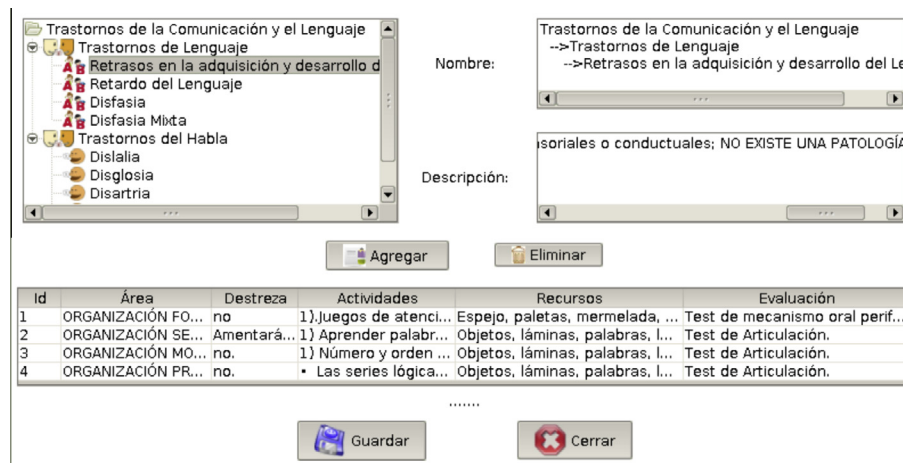 Trastornos de la Comunicación y el Lenguaje
Trastornos de Lenguaje
Retrasos en la adquisición y desarrollo d
Retardo del Lenguaje
Disfasia
Disfasia Mixta
Trastornos del Habla
Dislalia
Disglosia
Disartria
Nombre:
Trastornos de la Comunicación y el Lenguaje
-->Trastornos de Lenguaje
-->Retrasos en la adquisición y desarrollo del Le
Descripción:
soriales o conductuales; NO EXISTE UNA PATOLOGÍA
Agregar
Eliminar
Id Área Destreza Actividades Recursos Evaluación
1 ORGANIZACIÓN FO... no 1).Juegos de atenci... Espejo, paletas, mermelada, ... Test de mecanismo oral perif...
2 ORGANIZACIÓN SE... Amentará... 1) Aprender palabr... Objetos, láminas, palabras, l... Test de Articulación.
3 ORGANIZACIÓN MO... no. 1) Número y orden ... Objetos, láminas, palabras, l... Test de Articulación.
4 ORGANIZACIÓN PR... no. • Las series lógica... Objetos, láminas, palabras, l... Test de Articulación.
.......
Guardar
Cerrar